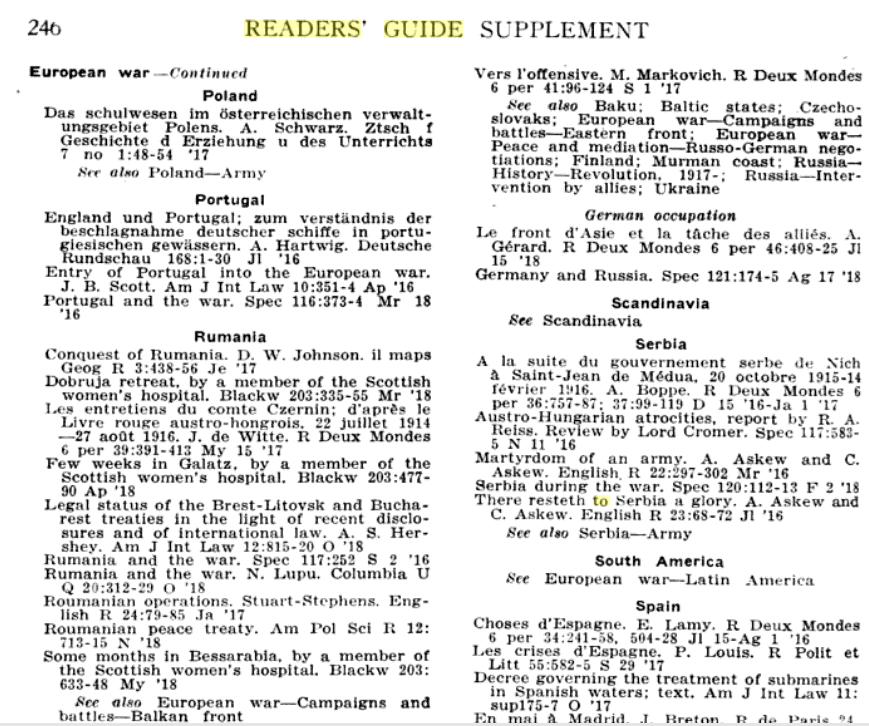 246
READERS' GUIDE SUPPLEMENT
European war—Continued
Poland
Das schulwesen im österreichischen verwalt-
ungsgebiet Polens. A. Schwarz. Ztsch f
Geschichte d Erziehung u des Unterrichts
7 no 1:48-54 '17
See also Poland—Army
Portugal
England und Portugal; zum verständnis der
beschlagnahme deutscher schiffe in portu-
giesischen gewässern. A. Hartwig. Deutsche
Rundschau 168:1-30 Jl '16
Entry of Portugal into the European war.
J. B. Scott. Am J Int Law 10:351-4 Ap '16
Portugal and the war. Spec 116:373-4 Mr 18
'16
Rumania
Conquest of Rumania. D. W. Johnson. il maps
Geog R 3:438-56 Je '17
Dobruja retreat, by a member of the Scottish
women's hospital. Blackw 203:335-55 Mr '18
Les entretiens du comte Czernin; d'après le
Livre rouge austro-hongrois, 22 juillet 1914
—27 août 1916. J. de Witte. R Deux Mondes
6 per 39:391-413 My 15 '17
Few weeks in Galatz, by a member of the
Scottish women's hospital. Blackw 203:477-
90 Ap '18
Legal status of the Brest-Litovsk and Bucha-
rest treaties in the light of recent disclo-
sures and of international law. A. S. Her-
shey. Am J Int Law 12:815-20 O '18
Rumania and the war. Spec 117:252 S 2 '16
Rumania and the war. N. Lupu. Columbia U
Q 20:312-29 O '18
Roumanian operations. Stuart-Stephens. Eng-
lish R 24:79-85 Ja '17
Roumanian peace treaty. Am Pol Sci R 12:
713-15 N '18
Some months in Bessarabia, by a member of
the Scottish women's hospital. Blackw 203:
633-48 My '18
See also European war—Campaigns and
battles—Balkan front
Vers l'offensive. M. Markovich. R Deux Mondes
6 per 41:96-124 S 1 '17
See also Baku; Baltic states; Czecho-
slovaks; European war—Campaigns and
battles—Eastern front; European war—
Peace and mediation—Russo-German nego-
tiations; Finland; Murman coast; Russia—
History—Revolution, 1917-; Russia—Inter-
vention by allies; Ukraine
German occupation
Le front d'Asie et la tâche des alliés. A.
Gérard. R Deux Mondes 6 per 46:408-25 Jl
15 '18
Germany and Russia. Spec 121:174-5 Ag 17 '18
Scandinavia
See Scandinavia
Serbia
A la suite du gouvernement serbe de Nich
à Saint-Jean de Médua, 20 octobre 1915-14
février 1916. A. Boppe. R Deux Mondes 6
per 36:757-87; 37:99-119 D 15 '16-Ja 1 '17
Austro-Hungarian atrocities, report by R. A.
Reiss. Review by Lord Cromer. Spec 117:583-
5 N 11 '16
Martyrdom of an army. A. Askew and C.
Askew. English R 22:297-302 Mr '16
Serbia during the war. Spec 120:112-13 F 2 '18
There resteth to Serbia a glory. A. Askew and
C. Askew. English R 23:68-72 Jl '16
See also Serbia—Army
South America
See European war—Latin America
Spain
Choses d'Espagne. E. Lamy. R Deux Mondes
6 per 34:241-58, 504-28 Jl 15-Ag 1 '16
Les crises d'Espagne. P. Louis. R Polit et
Litt 55:582-5 S 29 '17
Decree governing the treatment of submarines
in Spanish waters; text. Am J Int Law 11:
sup175-7 O '17
En mai à Madrid. J. Breton. R de Paris 24